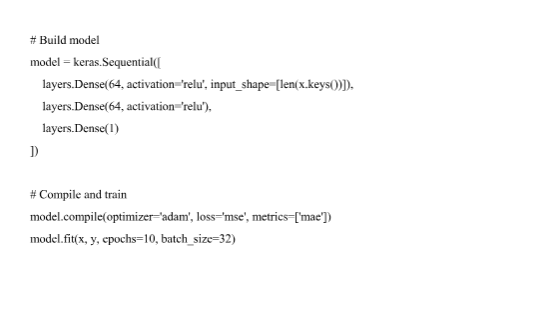 # Build model
model = keras.Sequential([
    layers.Dense(64, activation='relu', input_shape=[len(x.keys())]),
    layers.Dense(64, activation='relu'),
    layers.Dense(1)
])
# Compile and train
model.compile(optimizer='adam', loss='mse', metrics=['mae'])
model.fit(x, y, epochs=10, batch_size=32)